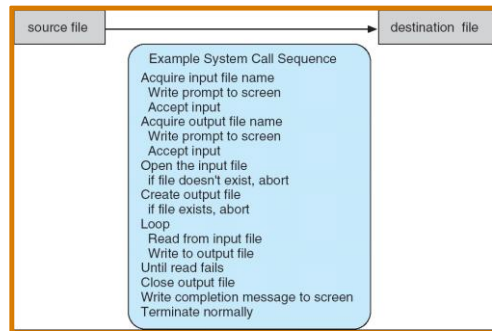 source file
destination file
Example System Call Sequence
Acquire input file name
Write prompt to screen
Accept input
Acquire output file name
Write prompt to screen
Accept input
Open the input file
if file doesn't exist, abort
Create output file
if file exists, abort
Loop
Read from input file
Write to output file
Until read fails
Close output file
Write completion message to screen
Terminate normally